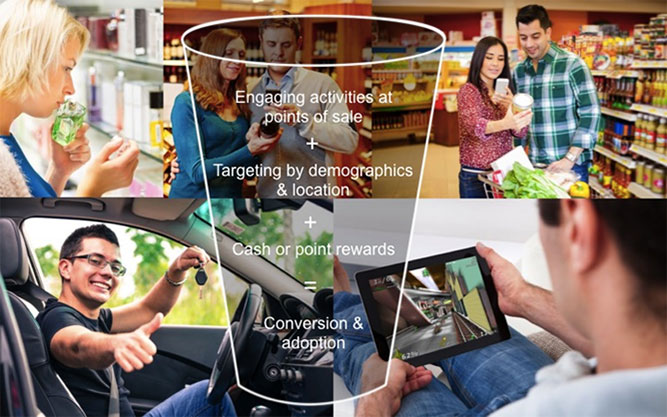 Engaging activities at
points of sale
+
Targeting by demographics
& location
+
Cash or point rewards
=
Conversion &
adoption